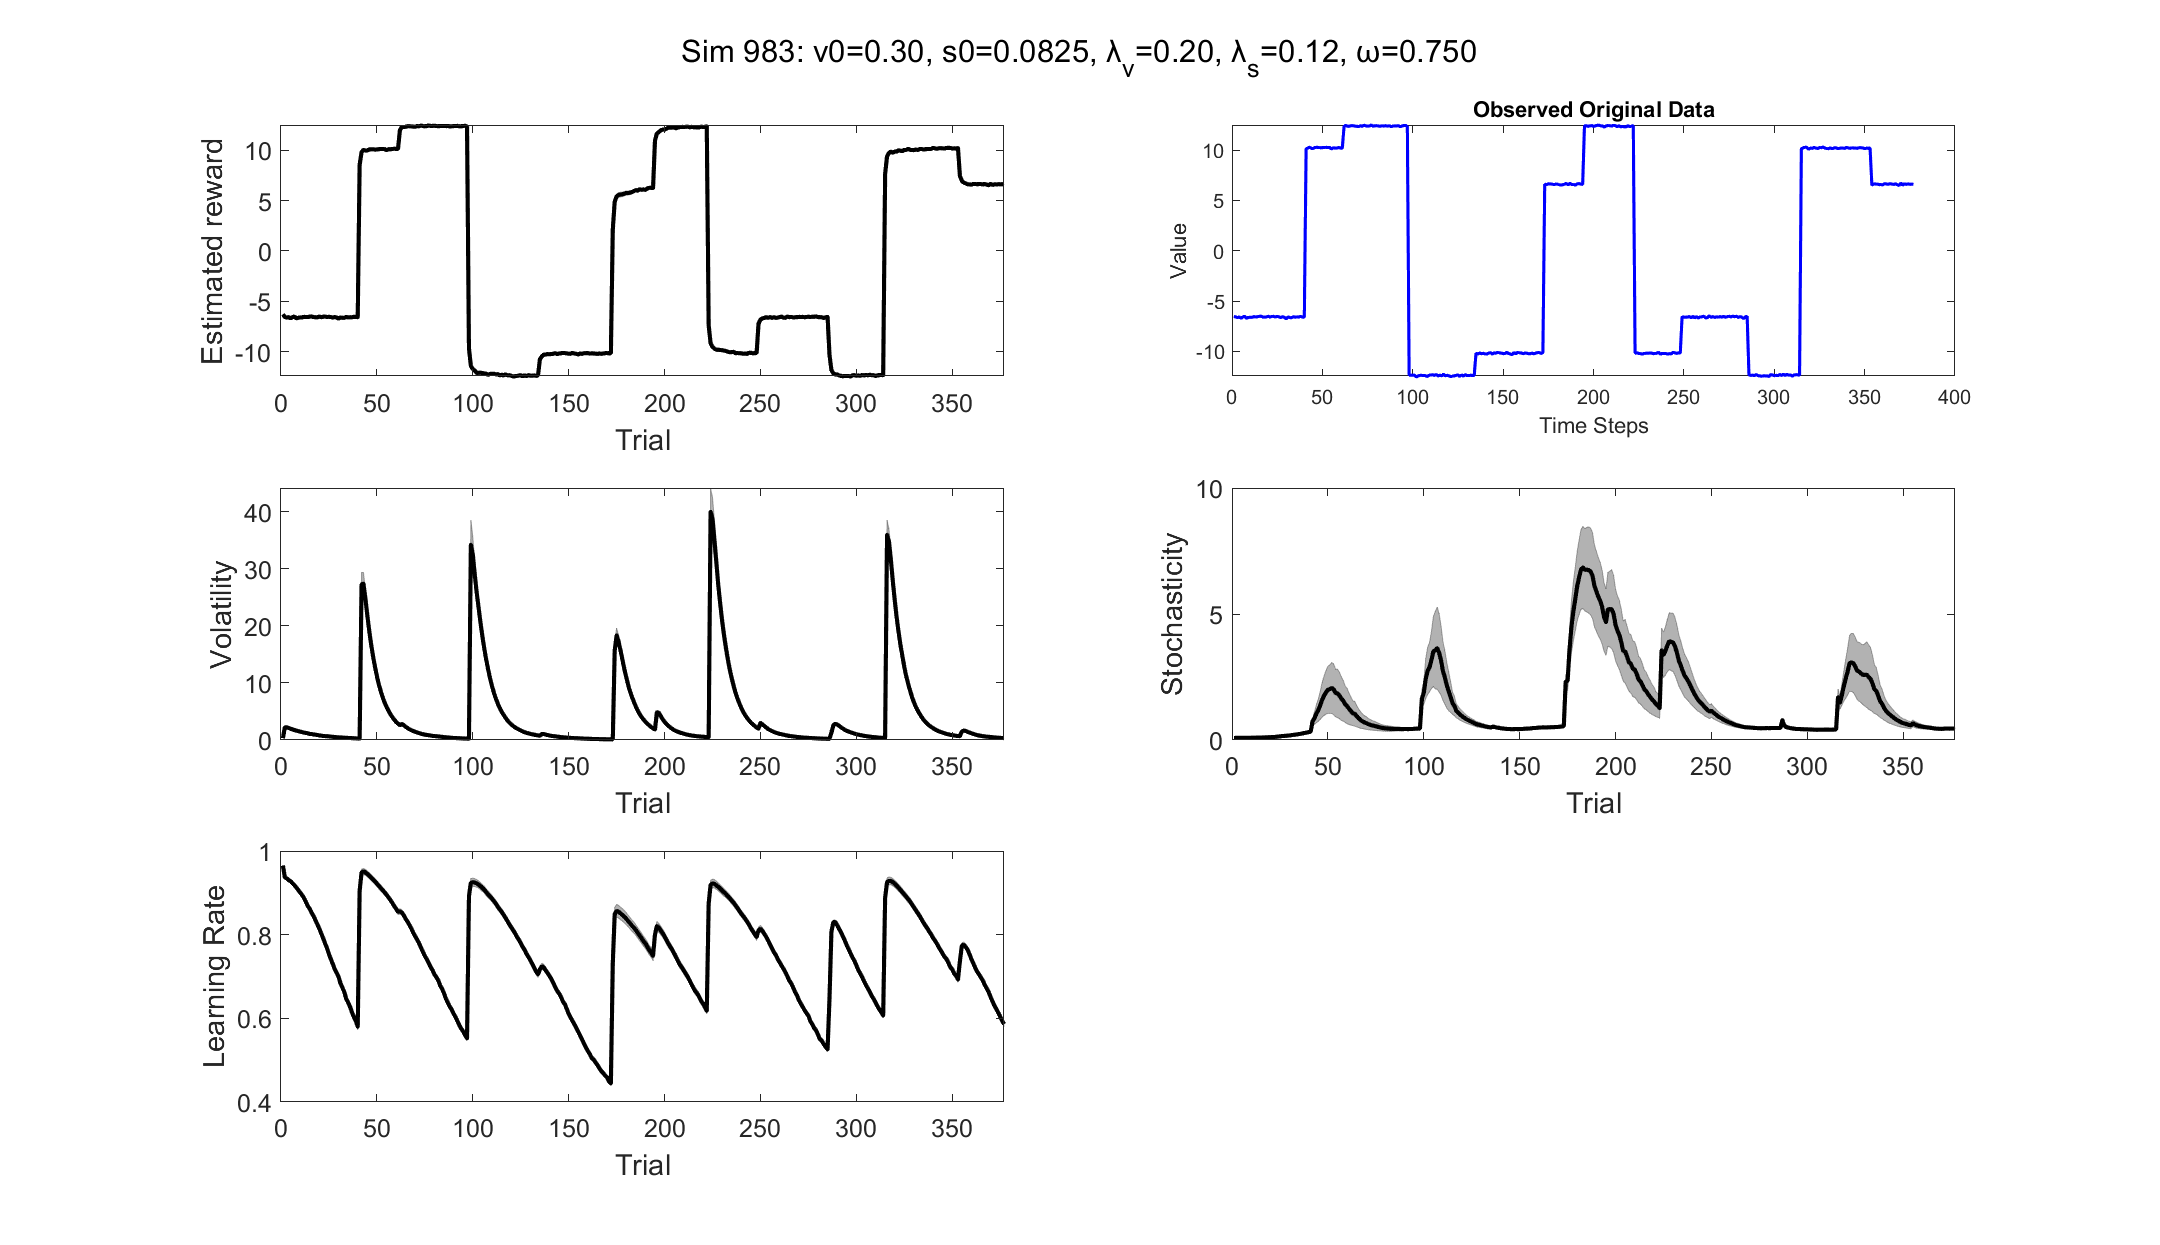 Sim 983: v0=0.30, s0=0.0825, λv=0.20, λs=0.12, ω=0.750
Estimated reward
10
5
0
-5
-10
0 50 100 150 200 250 300 350
Trial
Observed Original Data
Value
10
5
0
-5
-10
0 50 100 150 200 250 300 350 400
Time Steps
Volatility
40
30
20
10
0
0 50 100 150 200 250 300 350
Trial
Stochasticity
10
5
0
0 50 100 150 200 250 300 350
Trial
Learning Rate
1
0.8
0.6
0.4
0 50 100 150 200 250 300 350
Trial